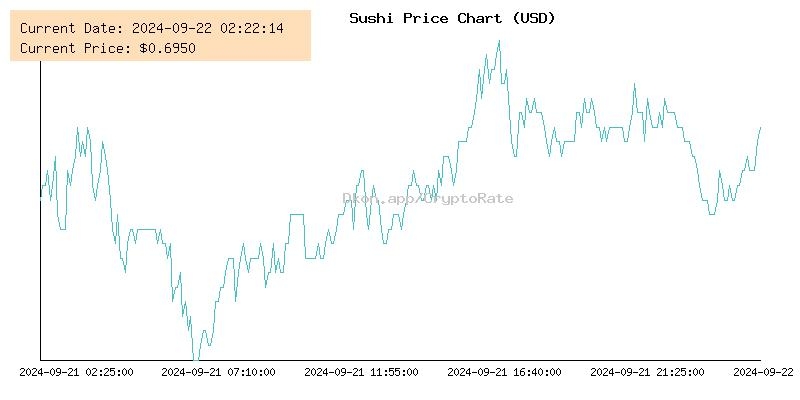 Sushi Price Chart (USD)
Current Date: 2024-09-22 02:22:14
Current Price: $0.6950
Dkon.app/CryptoRate
2024-09-21 02:25:00 2024-09-21 07:10:00 2024-09-21 11:55:00 2024-09-21 16:40:00 2024-09-21 21:25:00 2024-09-22